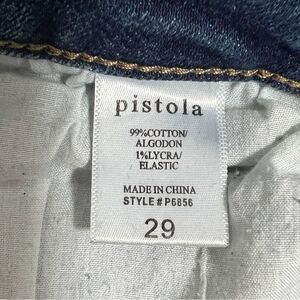 pistola
99%COTTON/
ALGODON
1%LYCRA/
ELASTIC
MADE IN CHINA
STYLE # P6856
29